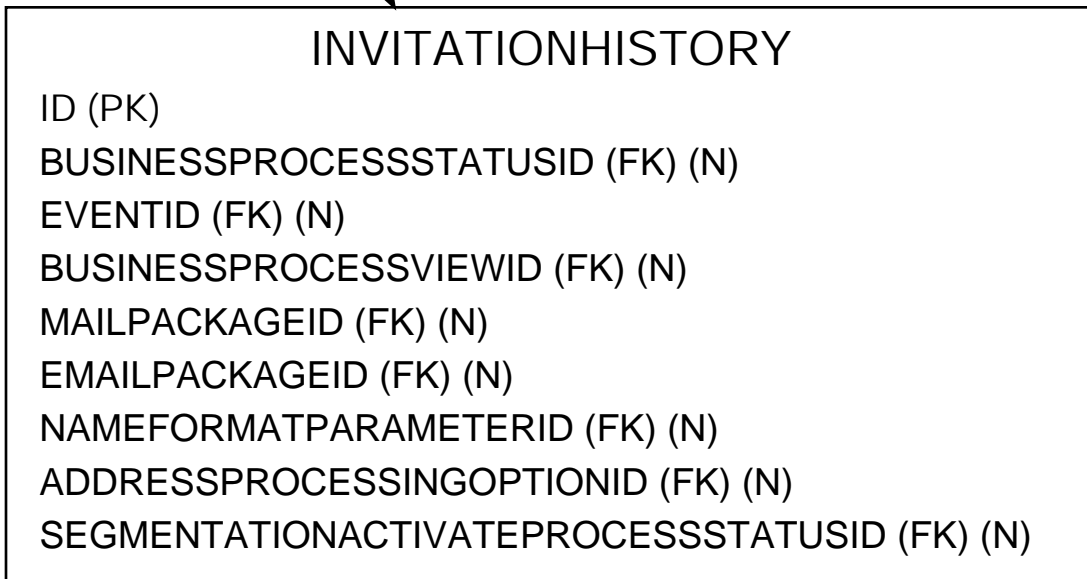 INVITATIONHISTORY
ID (PK)
BUSINESSPROCESSSTATUSID (FK) (N)
EVENTID (FK) (N)
BUSINESSPROCESSVIEWID (FK) (N)
MAILPACKAGEID (FK) (N)
EMAILPACKAGEID (FK) (N)
NAMEFORMATPARAMETERID (FK) (N)
ADDRESSPROCESSINGOPTIONID (FK) (N)
SEGMENTATIONACTIVATEPROCESSSTATUSID (FK) (N)